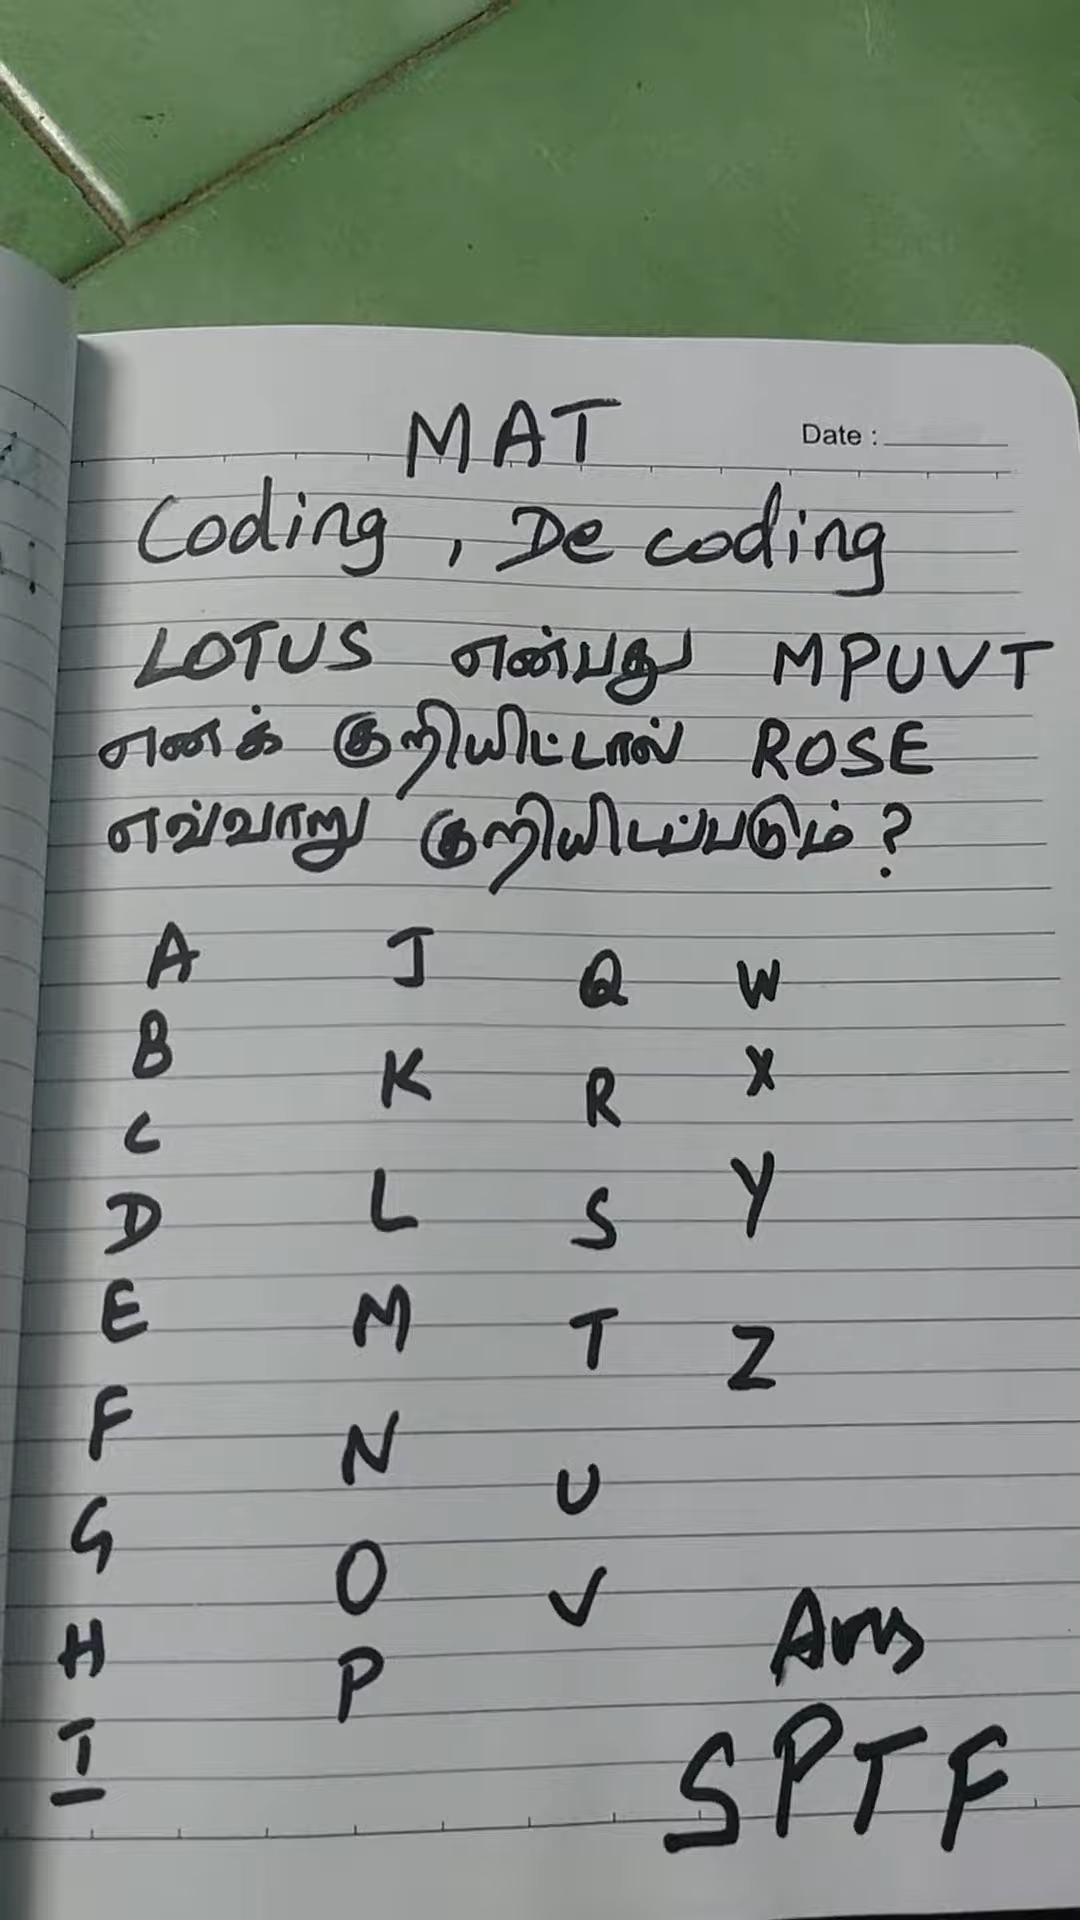 MAT
Date :
Coding , De coding
LOTUS என்பது MPUVT
எனக் குறியிட்டால் ROSE
எவ்வாறு குறியிடப்படும் ?
A J Q W
B K R X
C L S Y
D M T Z
E N U
F O V
G P
H
I
Ans
SPTF